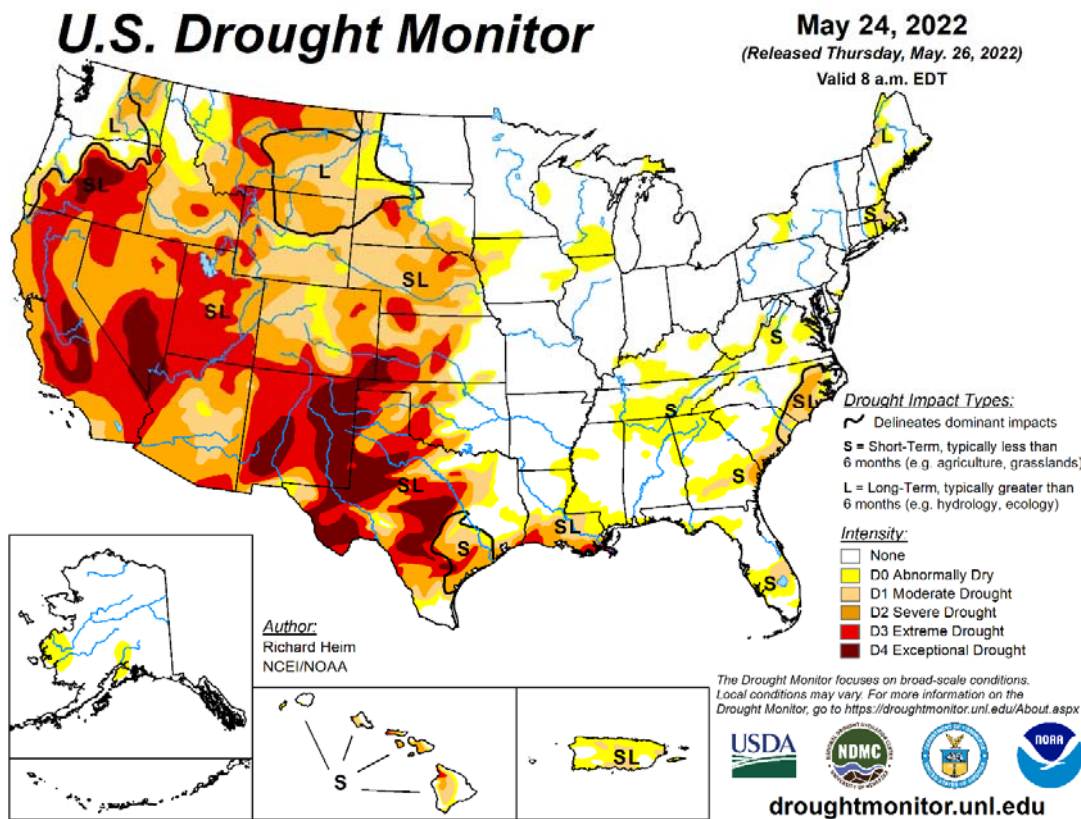 U.S. Drought Monitor
May 24, 2022
(Released Thursday, May. 26, 2022)
Valid 8 a.m. EDT
L
L
SL
L
S
SL
SL
S
S
SL
S
SL
S
SL
S
S
Drought Impact Types:
Delineates dominant impacts
S = Short-Term, typically less than
6 months (e.g. agriculture, grasslands)
L = Long-Term, typically greater than
6 months (e.g. hydrology, ecology)
Intensity:
None
D0 Abnormally Dry
D1 Moderate Drought
D2 Severe Drought
D3 Extreme Drought
D4 Exceptional Drought
Author:
Richard Heim
NCEI/NOAA
S
SL
The Drought Monitor focuses on broad-scale conditions.
Local conditions may vary. For more information on the
Drought Monitor, go to https://droughtmonitor.unl.edu/About.aspx
USDA
NDMC
NOAA
droughtmonitor.unl.edu